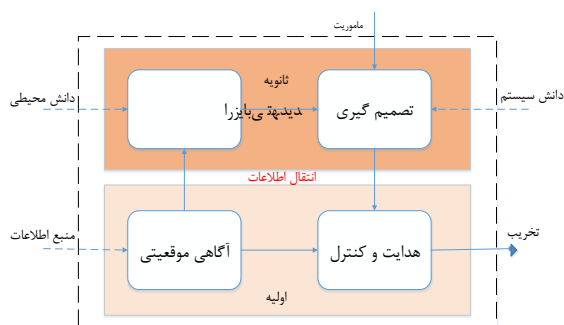 ماموریت
ثانویه
دانش سیستم
تصمیم گیری
دانش محیطی
انتقال اطلاعات
تخریب
هدایت و کنترل
آگاهی موقعیتی
منبع اطلاعات
اولیه